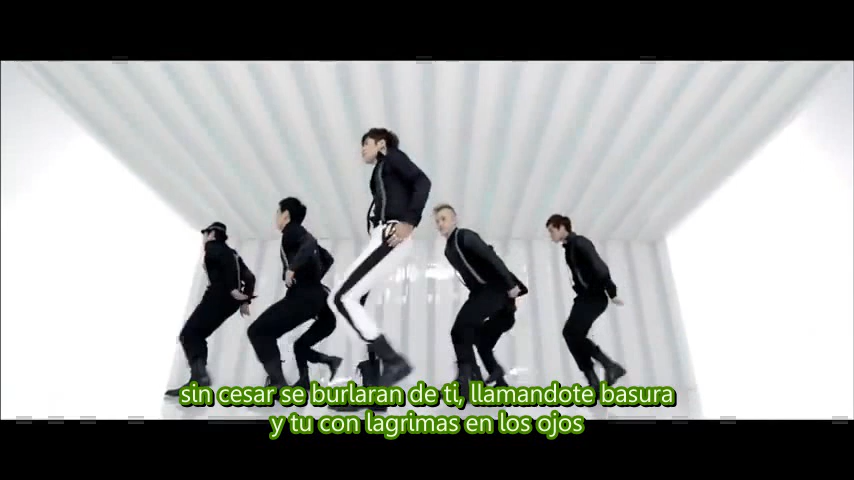 sin cesar se burlaran de ti, llamandote basura
y tu con lagrimas en los ojos